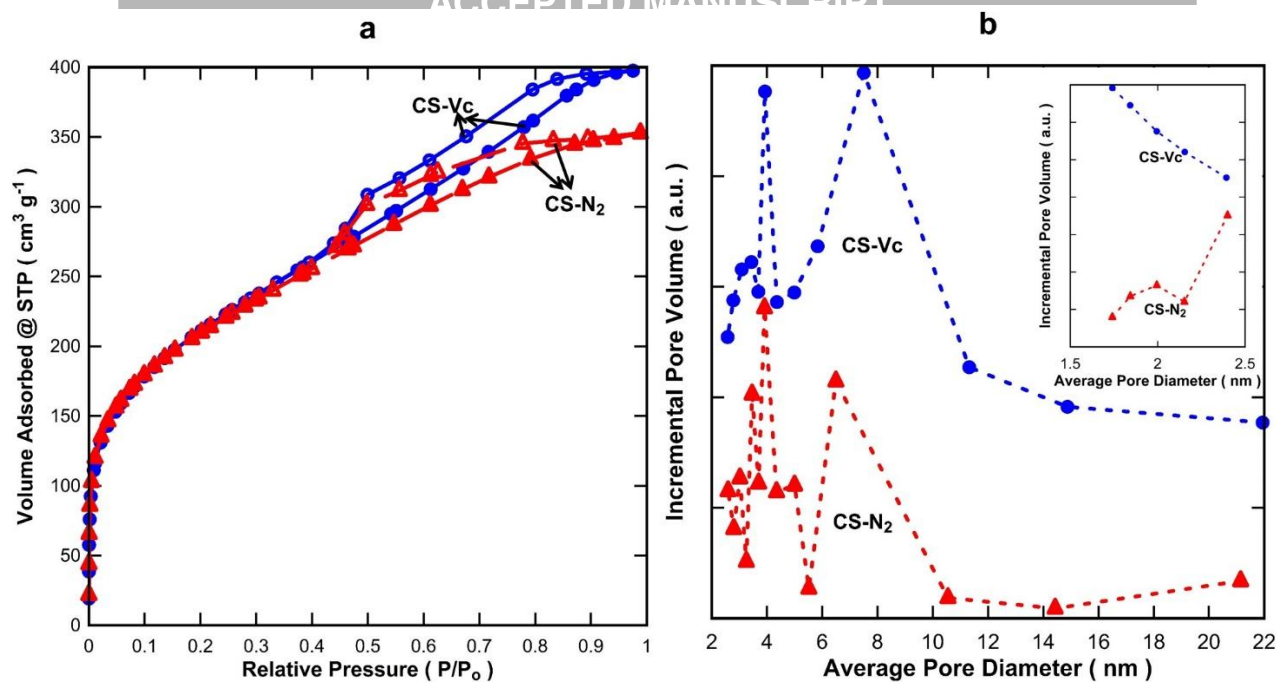 ACCEPTED MANUSCRIPT
a
b
Volume Adsorbed @ STP ( cm³ g⁻¹ )
400
350
300
250
200
150
100
50
0
0 0.1 0.2 0.3 0.4 0.5 0.6 0.7 0.8 0.9 1
Relative Pressure ( P/Pₒ )
CS-Vc
CS-N₂
Incremental Pore Volume ( a.u. )
CS-Vc
CS-N₂
2 4 6 8 10 12 14 16 18 20 22
Average Pore Diameter ( nm )
Incremental Pore Volume ( a.u. )
CS-Vc
CS-N₂
1.5 2 2.5
Average Pore Diameter ( nm )